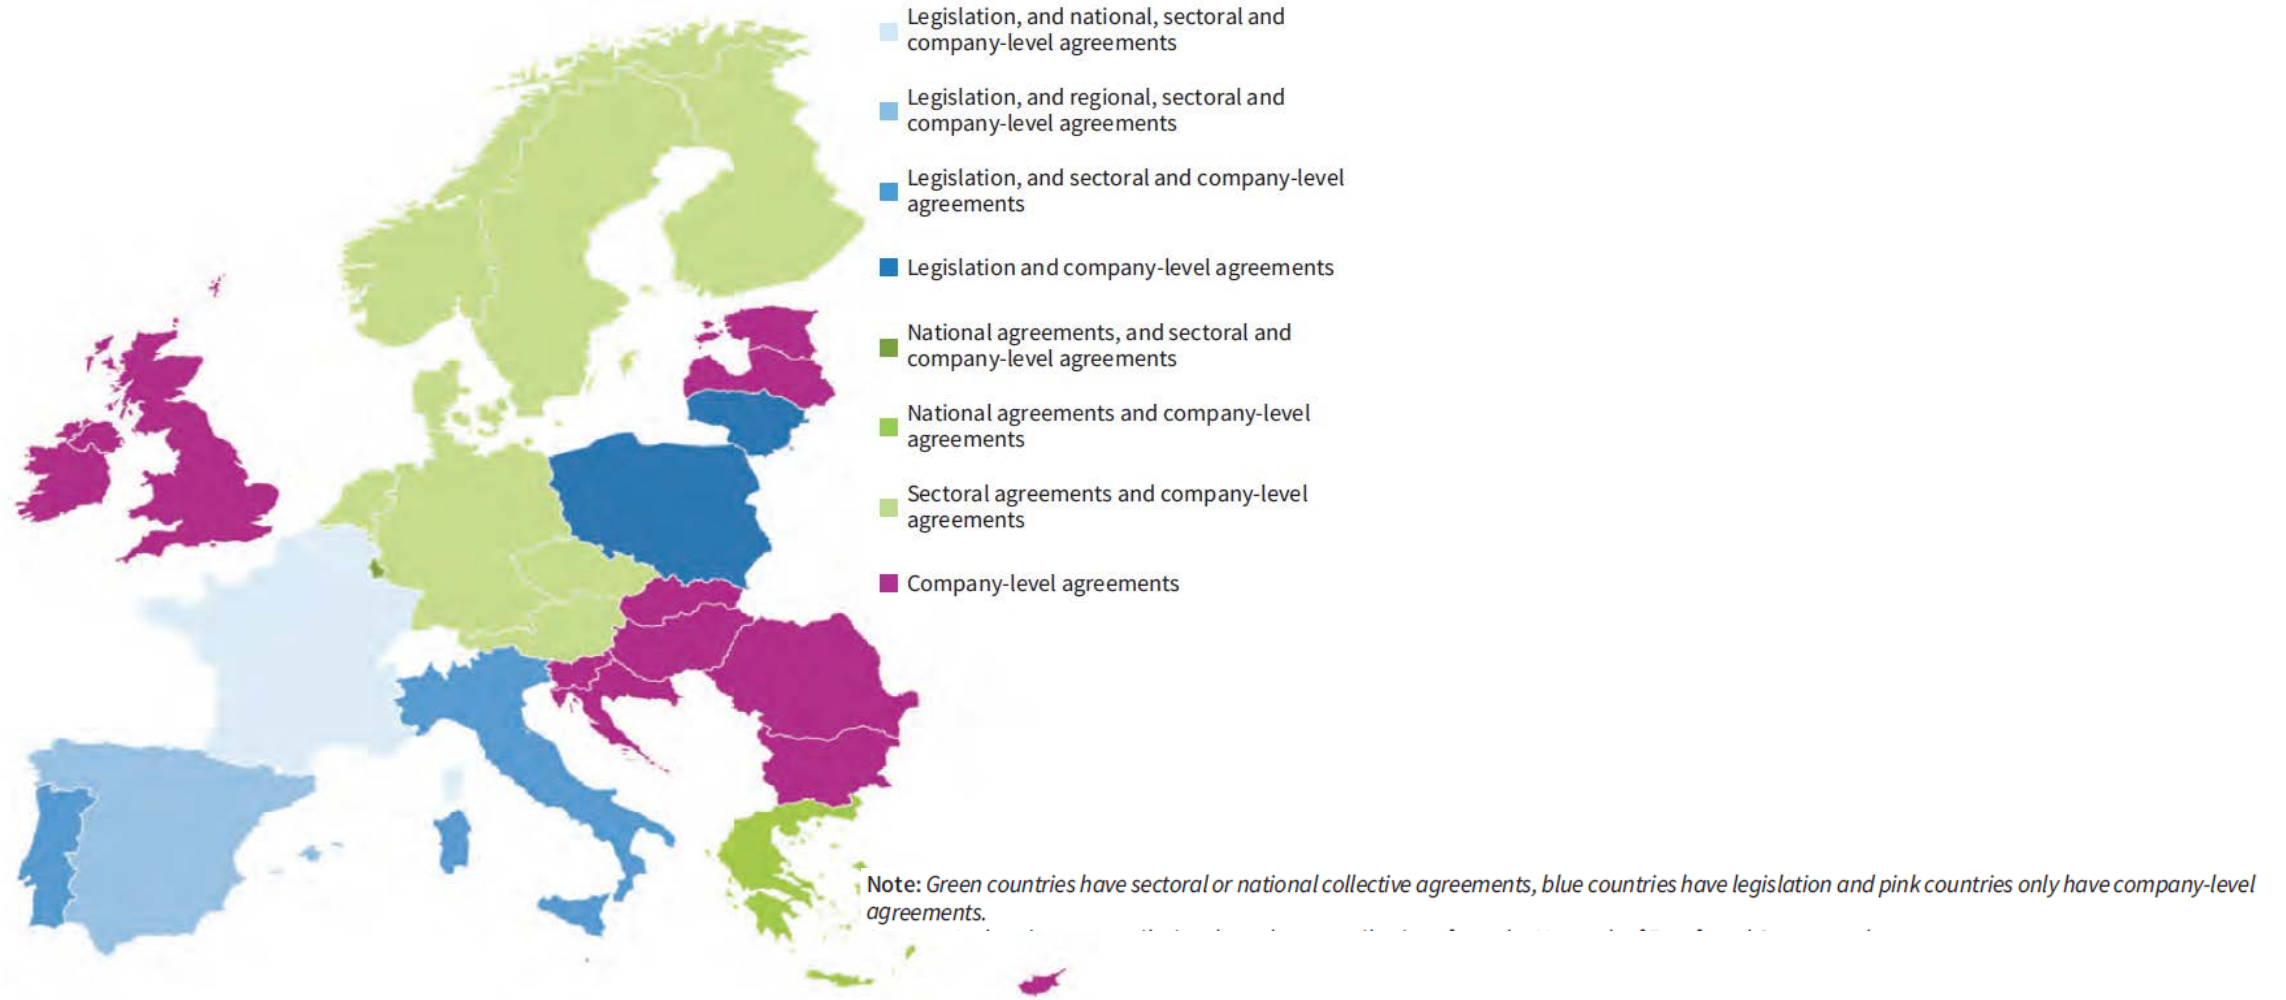 Legislation, and national, sectoral and
company-level agreements
Legislation, and regional, sectoral and
company-level agreements
Legislation, and sectoral and company-level
agreements
Legislation and company-level agreements
National agreements, and sectoral and
company-level agreements
National agreements and company-level
agreements
Sectoral agreements and company-level
agreements
Company-level agreements
Note: Green countries have sectoral or national collective agreements, blue countries have legislation and pink countries only have company-level
agreements.